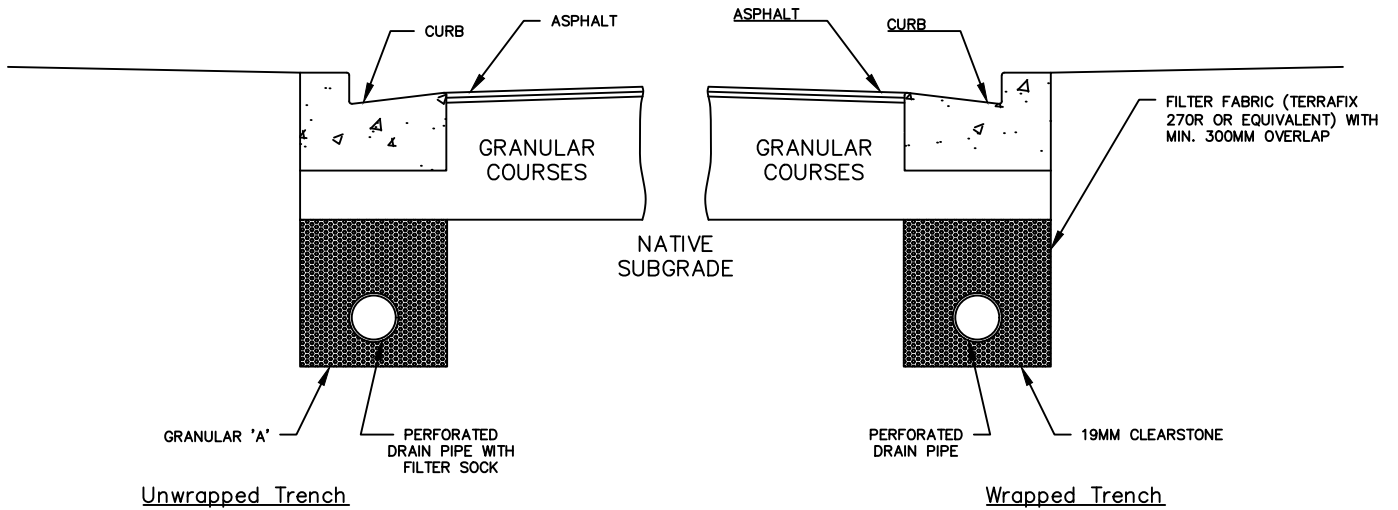 CURB
ASPHALT
ASPHALT
CURB
FILTER FABRIC (TERRAFIX
270R OR EQUIVALENT) WITH
MIN. 300MM OVERLAP
GRANULAR
COURSES
GRANULAR
COURSES
NATIVE
SUBGRADE
GRANULAR 'A'
PERFORATED
DRAIN PIPE WITH
FILTER SOCK
PERFORATED
DRAIN PIPE
19MM CLEARSTONE
Unwrapped Trench
Wrapped Trench